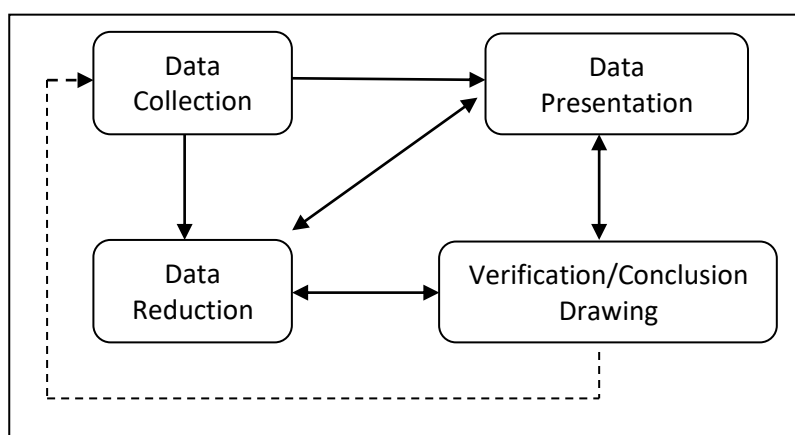 Data
Collection
Data
Presentation
Data
Reduction
Verification/Conclusion
Drawing